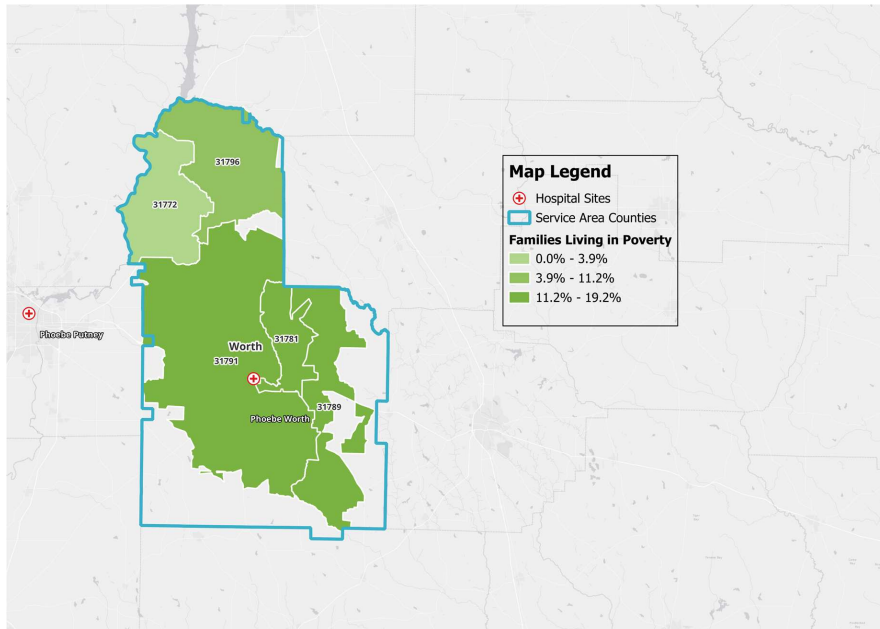 31796
31772
Map Legend
Hospital Sites
Service Area Counties
Families Living in Poverty
0.0% - 3.9%
3.9% - 11.2%
11.2% - 19.2%
Phoebe Putney
31781
Worth
31791
31789
Phoebe Worth